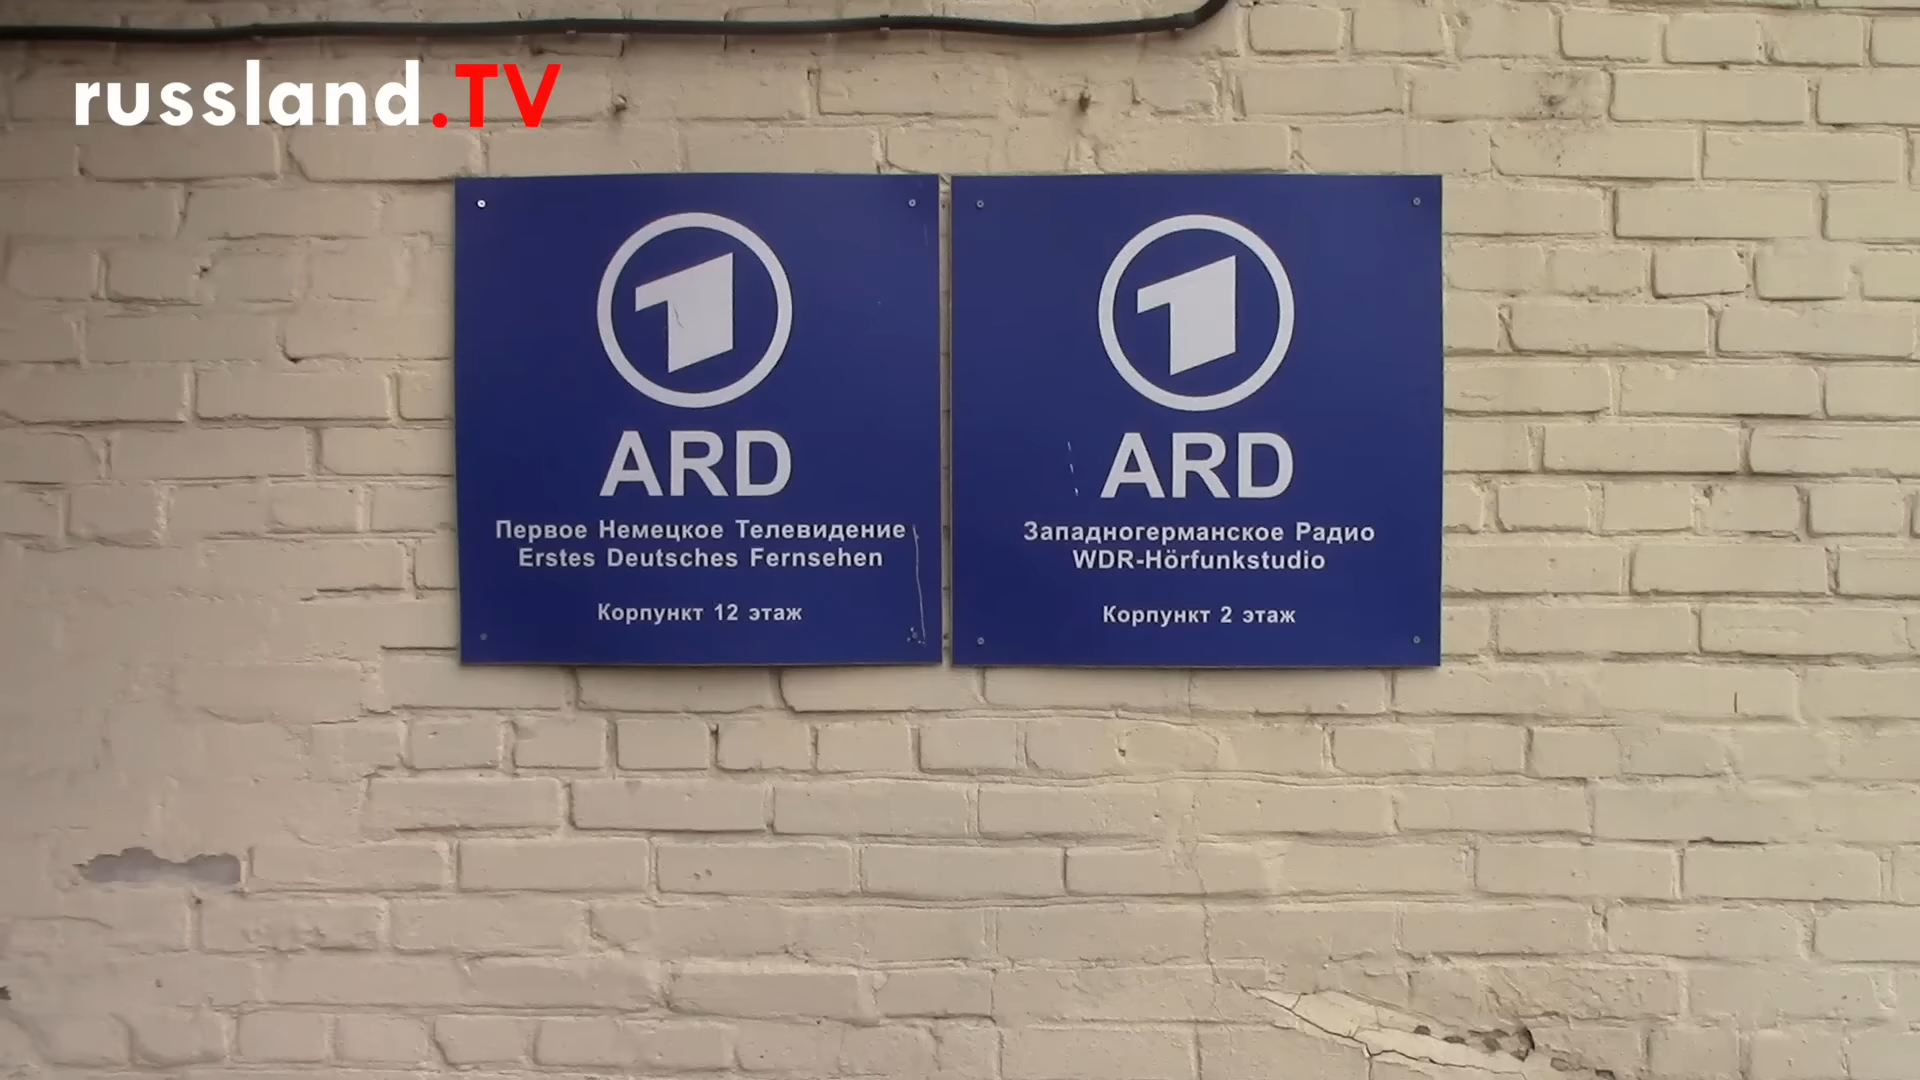 russland.TV
ARD
Первое Немецкое Телевидение
Erstes Deutsches Fernsehen
Корпункт 12 этаж
ARD
Западногерманское Радио
WDR-Hörfunkstudio
Корпункт 2 этаж